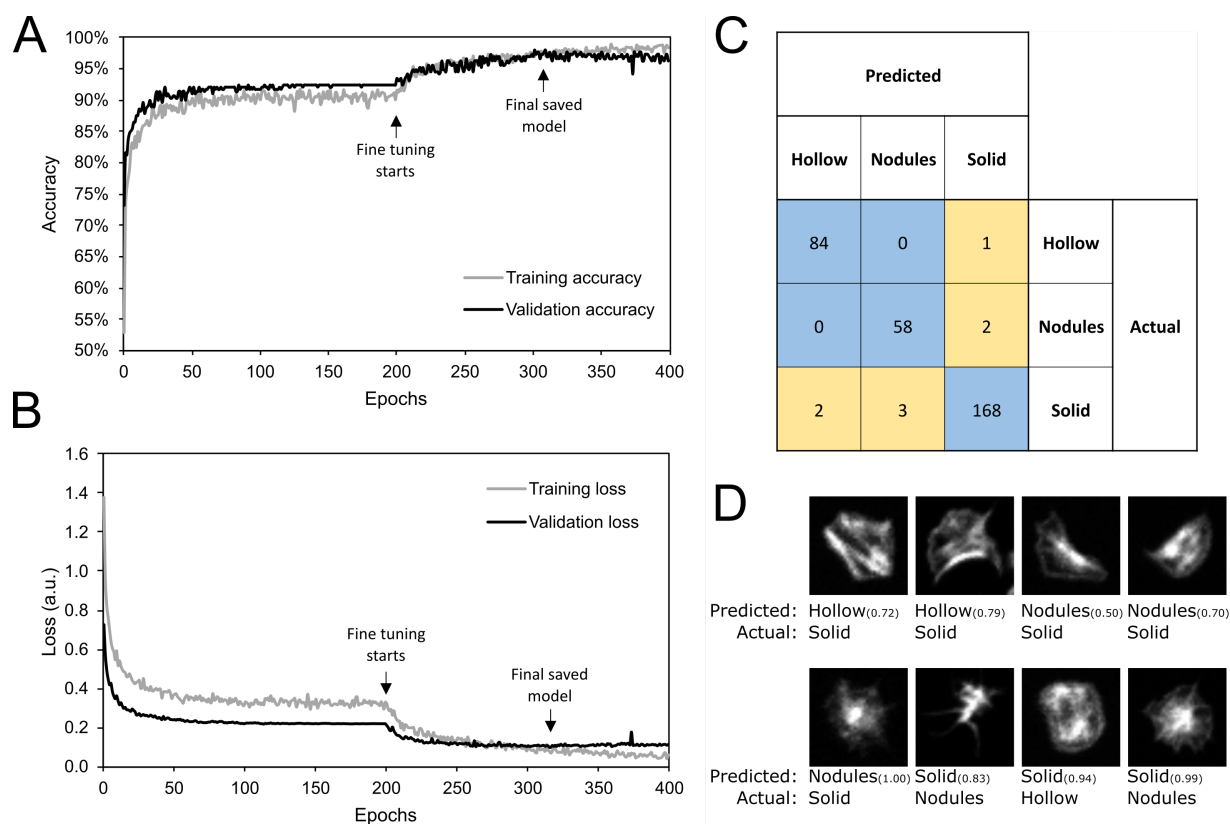 A
100%
95%
90%
85%
80%
75%
70%
65%
60%
55%
50%
Accuracy
Final saved
model
Fine tuning
starts
Training accuracy
Validation accuracy
0 50 100 150 200 250 300 350 400
Epochs
B
1.6
1.4
1.2
1.0
0.8
0.6
0.4
0.2
0.0
Loss (a.u.)
Training loss
Validation loss
Fine tuning
starts
Final saved
model
0 50 100 150 200 250 300 350 400
Epochs
C
Predicted
Hollow Nodules Solid
84 0 1 Hollow
0 58 2 Nodules Actual
2 3 168 Solid
D
Predicted: Hollow(0.72) Hollow(0.79) Nodules(0.50) Nodules(0.70)
Actual: Solid Solid Solid Solid
Predicted: Nodules(1.00) Solid(0.83) Solid(0.94) Solid(0.99)
Actual: Solid Nodules Hollow Nodules